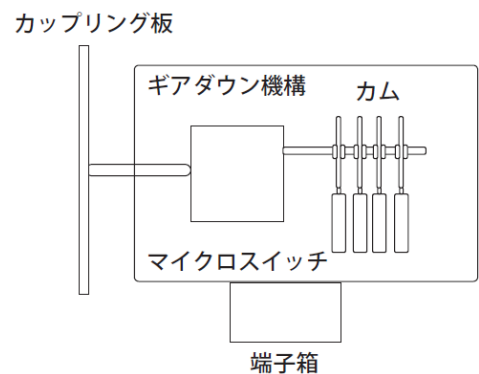 カップリング板
ギアダウン機構
カム
マイクロスイッチ
端子箱